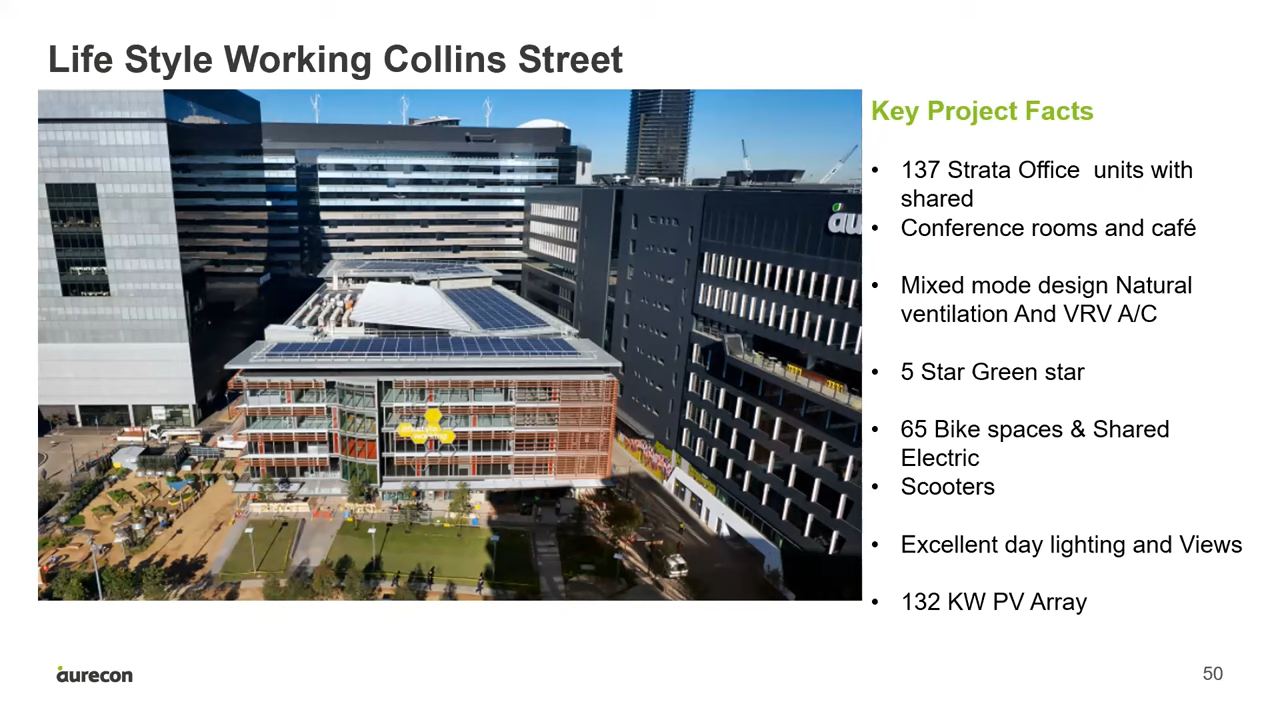 Life Style Working Collins Street
Key Project Facts
• 137 Strata Office units with
shared
• Conference rooms and café
• Mixed mode design Natural
ventilation And VRV A/C
• 5 Star Green star
• 65 Bike spaces & Shared
Electric
• Scooters
• Excellent day lighting and Views
• 132 KW PV Array
au
aurecon
50